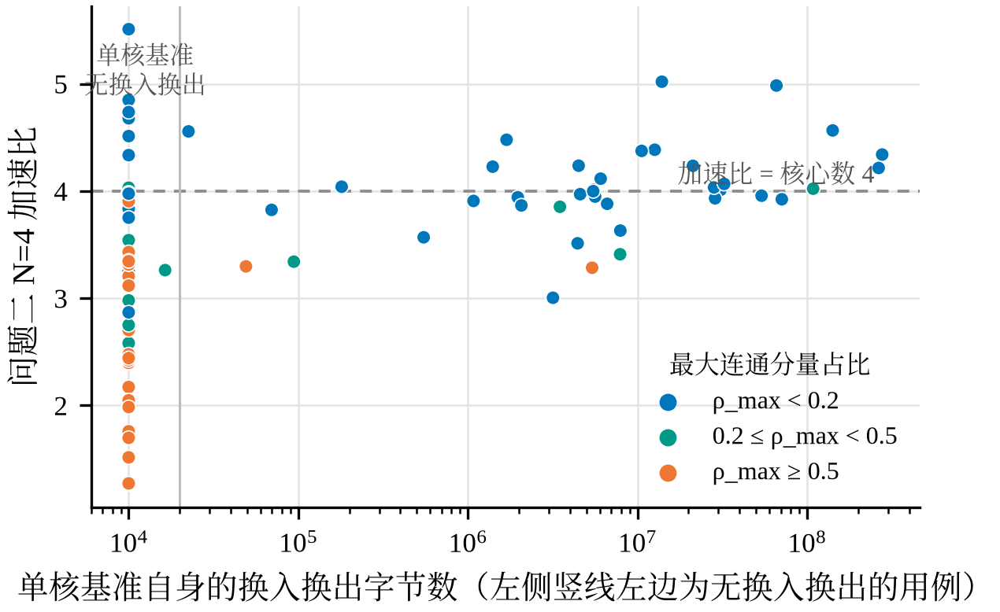 单核基准
无换入换出
5
4
3
2
问题二 N=4 加速比
加速比 = 核心数 4
最大连通分量占比
ρ_max < 0.2
0.2 ≤ ρ_max < 0.5
ρ_max ≥ 0.5
10⁴ 10⁵ 10⁶ 10⁷ 10⁸
单核基准自身的换入换出字节数（左侧竖线左边为无换入换出的用例）